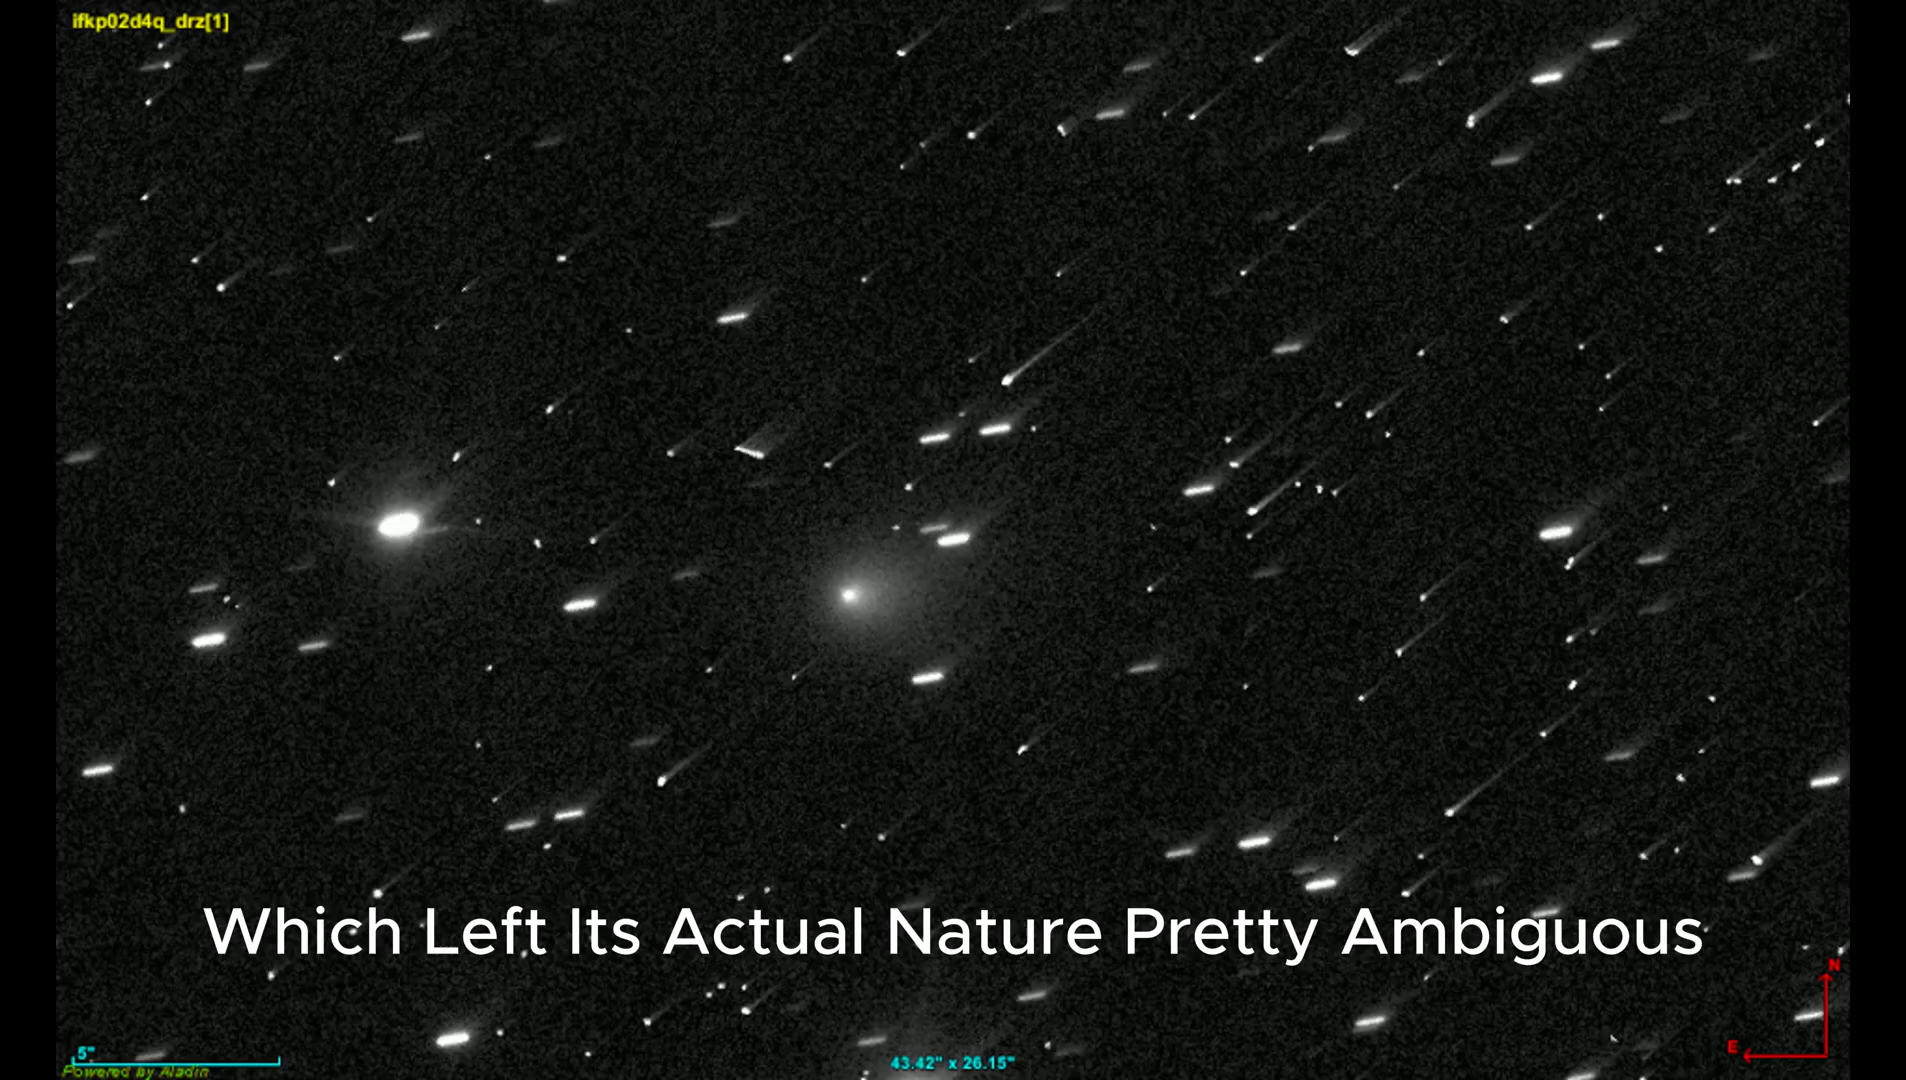 ifkp02d4q_drz[1]
Which Left Its Actual Nature Pretty Ambiguous
N
E
5"
43.42" x 26.15"
Powered by Aladin